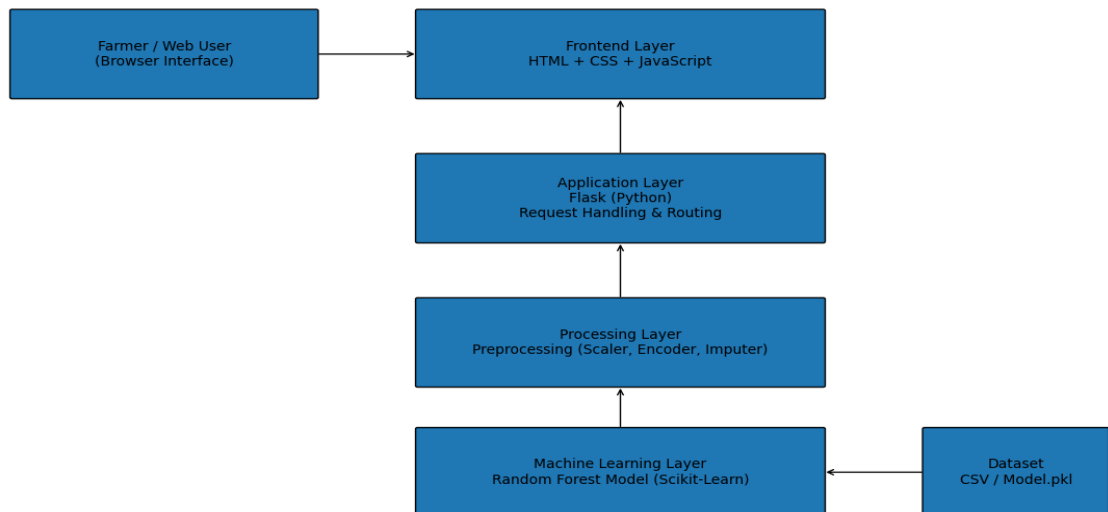 Farmer / Web User
(Browser Interface)
Frontend Layer
HTML + CSS + JavaScript
Application Layer
Flask (Python)
Request Handling & Routing
Processing Layer
Preprocessing (Scaler, Encoder, Imputer)
Machine Learning Layer
Random Forest Model (Scikit-Learn)
Dataset
CSV / Model.pkl